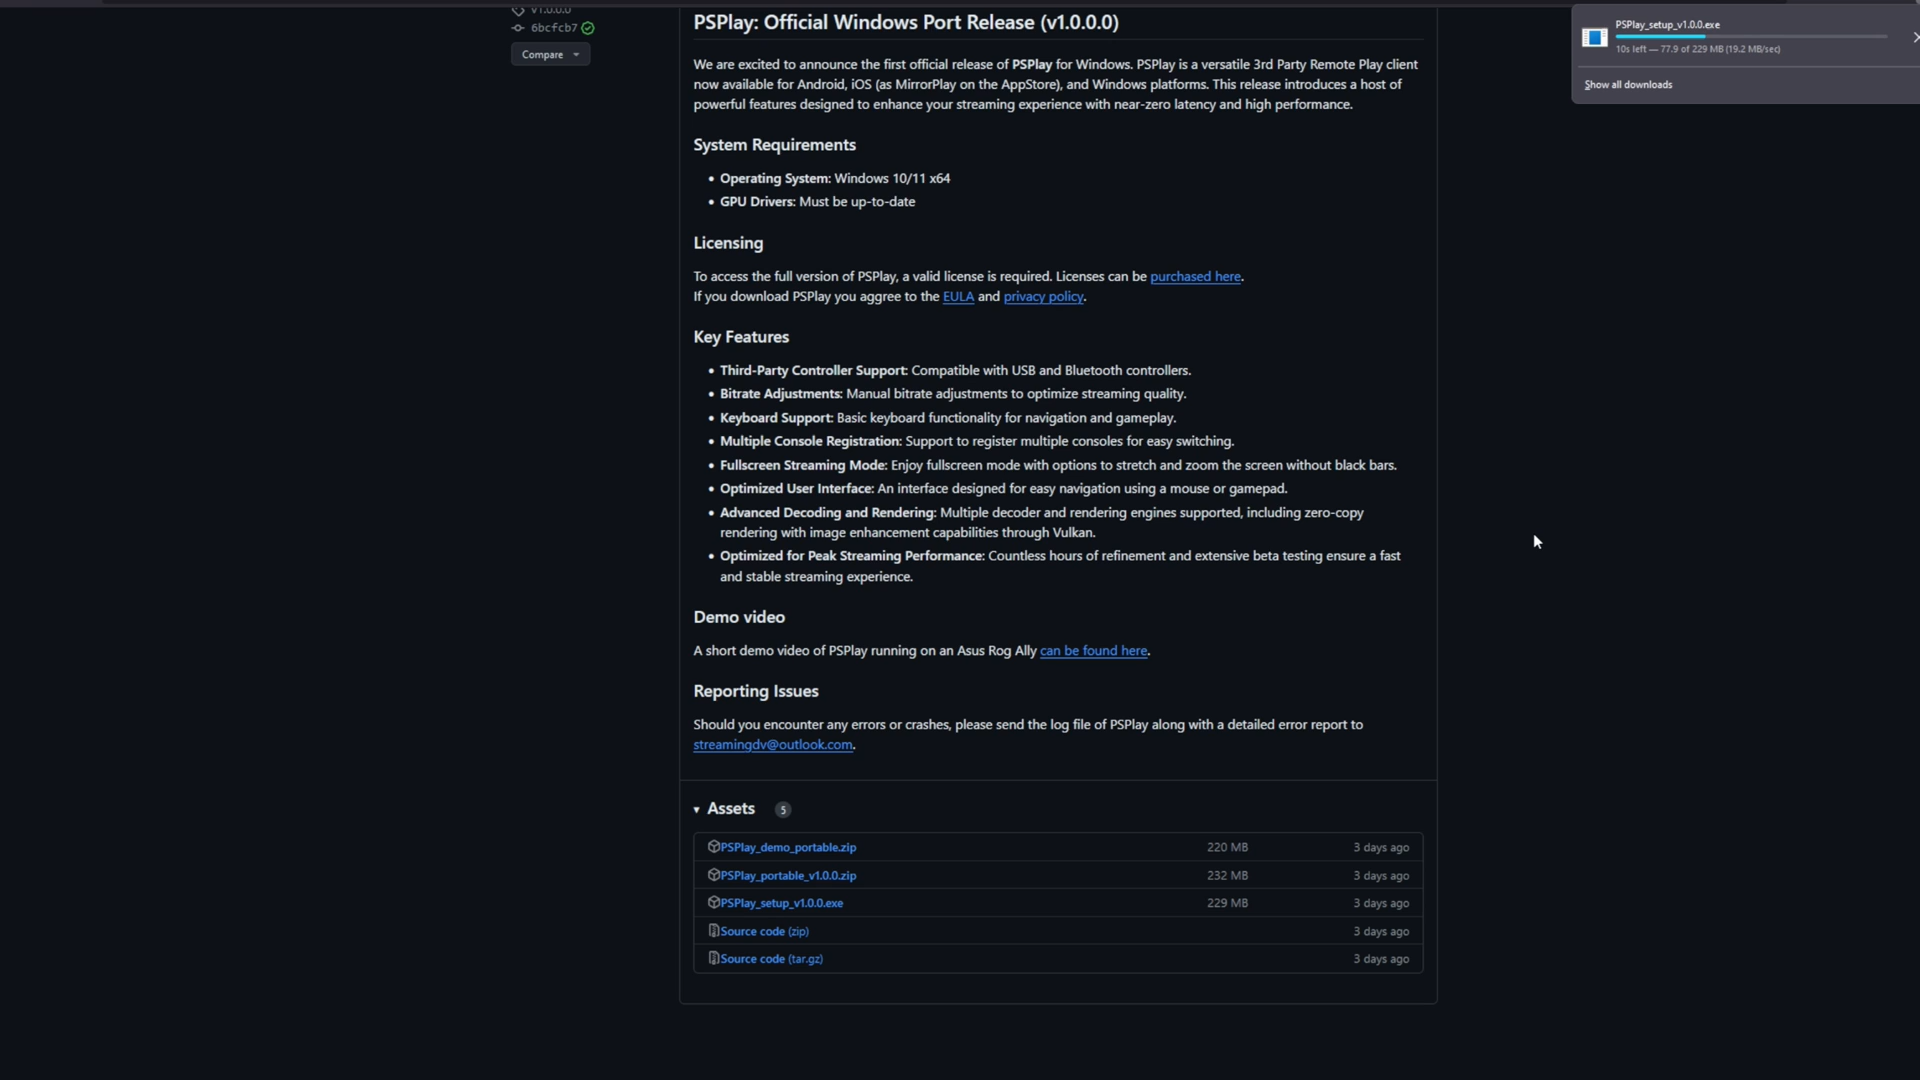 v1.0.0.0
6bcfcb7
Compare
PSPlay: Official Windows Port Release (v1.0.0.0)
We are excited to announce the first official release of PSPlay for Windows. PSPlay is a versatile 3rd Party Remote Play client
now available for Android, iOS (as MirrorPlay on the AppStore), and Windows platforms. This release introduces a host of
powerful features designed to enhance your streaming experience with near-zero latency and high performance.
System Requirements
• Operating System: Windows 10/11 x64
• GPU Drivers: Must be up-to-date
Licensing
To access the full version of PSPlay, a valid license is required. Licenses can be purchased here.
If you download PSPlay you aggree to the EULA and privacy policy.
Key Features
• Third-Party Controller Support: Compatible with USB and Bluetooth controllers.
• Bitrate Adjustments: Manual bitrate adjustments to optimize streaming quality.
• Keyboard Support: Basic keyboard functionality for navigation and gameplay.
• Multiple Console Registration: Support to register multiple consoles for easy switching.
• Fullscreen Streaming Mode: Enjoy fullscreen mode with options to stretch and zoom the screen without black bars.
• Optimized User Interface: An interface designed for easy navigation using a mouse or gamepad.
• Advanced Decoding and Rendering: Multiple decoder and rendering engines supported, including zero-copy
rendering with image enhancement capabilities through Vulkan.
• Optimized for Peak Streaming Performance: Countless hours of refinement and extensive beta testing ensure a fast
and stable streaming experience.
Demo video
A short demo video of PSPlay running on an Asus Rog Ally can be found here.
Reporting Issues
Should you encounter any errors or crashes, please send the log file of PSPlay along with a detailed error report to
streamingdv@outlook.com.
Assets 5
PSPlay_demo_portable.zip 220 MB 3 days ago
PSPlay_portable_v1.0.0.zip 232 MB 3 days ago
PSPlay_setup_v1.0.0.exe 229 MB 3 days ago
Source code (zip) 3 days ago
Source code (tar.gz) 3 days ago
PSPlay_setup_v1.0.0.exe
10s left — 77.9 of 229 MB (19.2 MB/sec)
Show all downloads